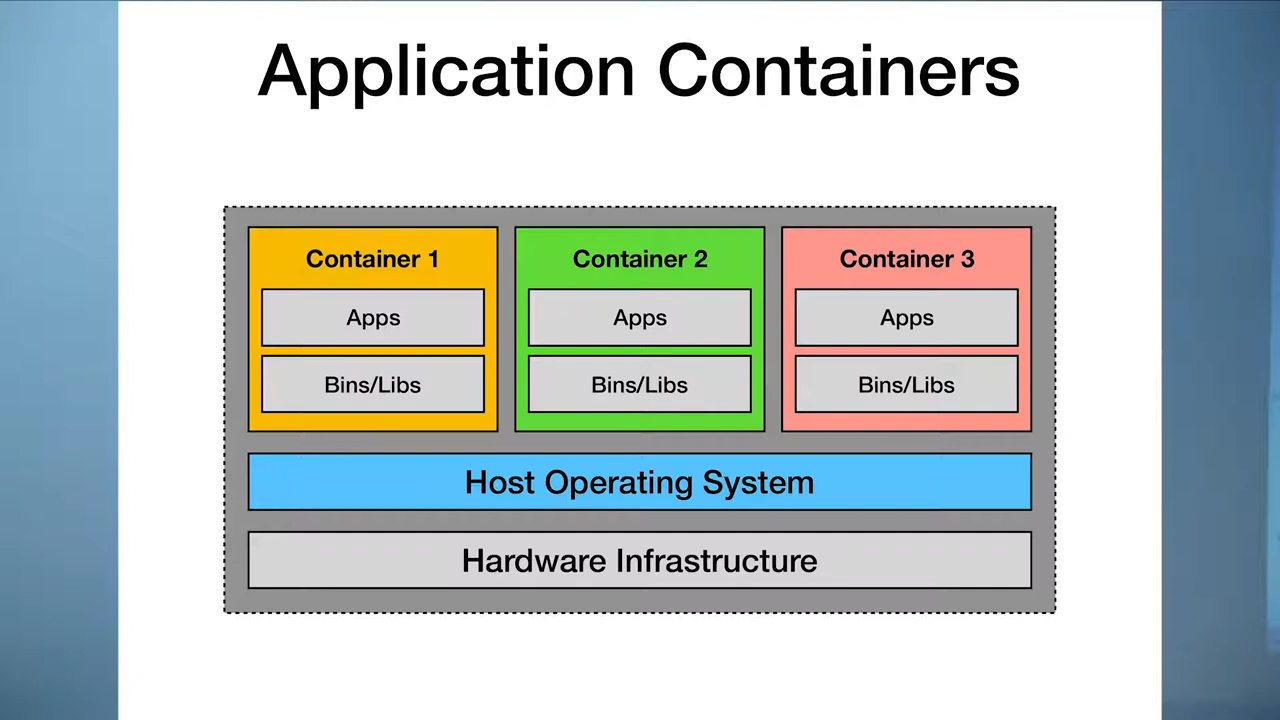 Application Containers
Container 1
Container 2
Container 3
Apps
Apps
Apps
Bins/Libs
Bins/Libs
Bins/Libs
Host Operating System
Hardware Infrastructure